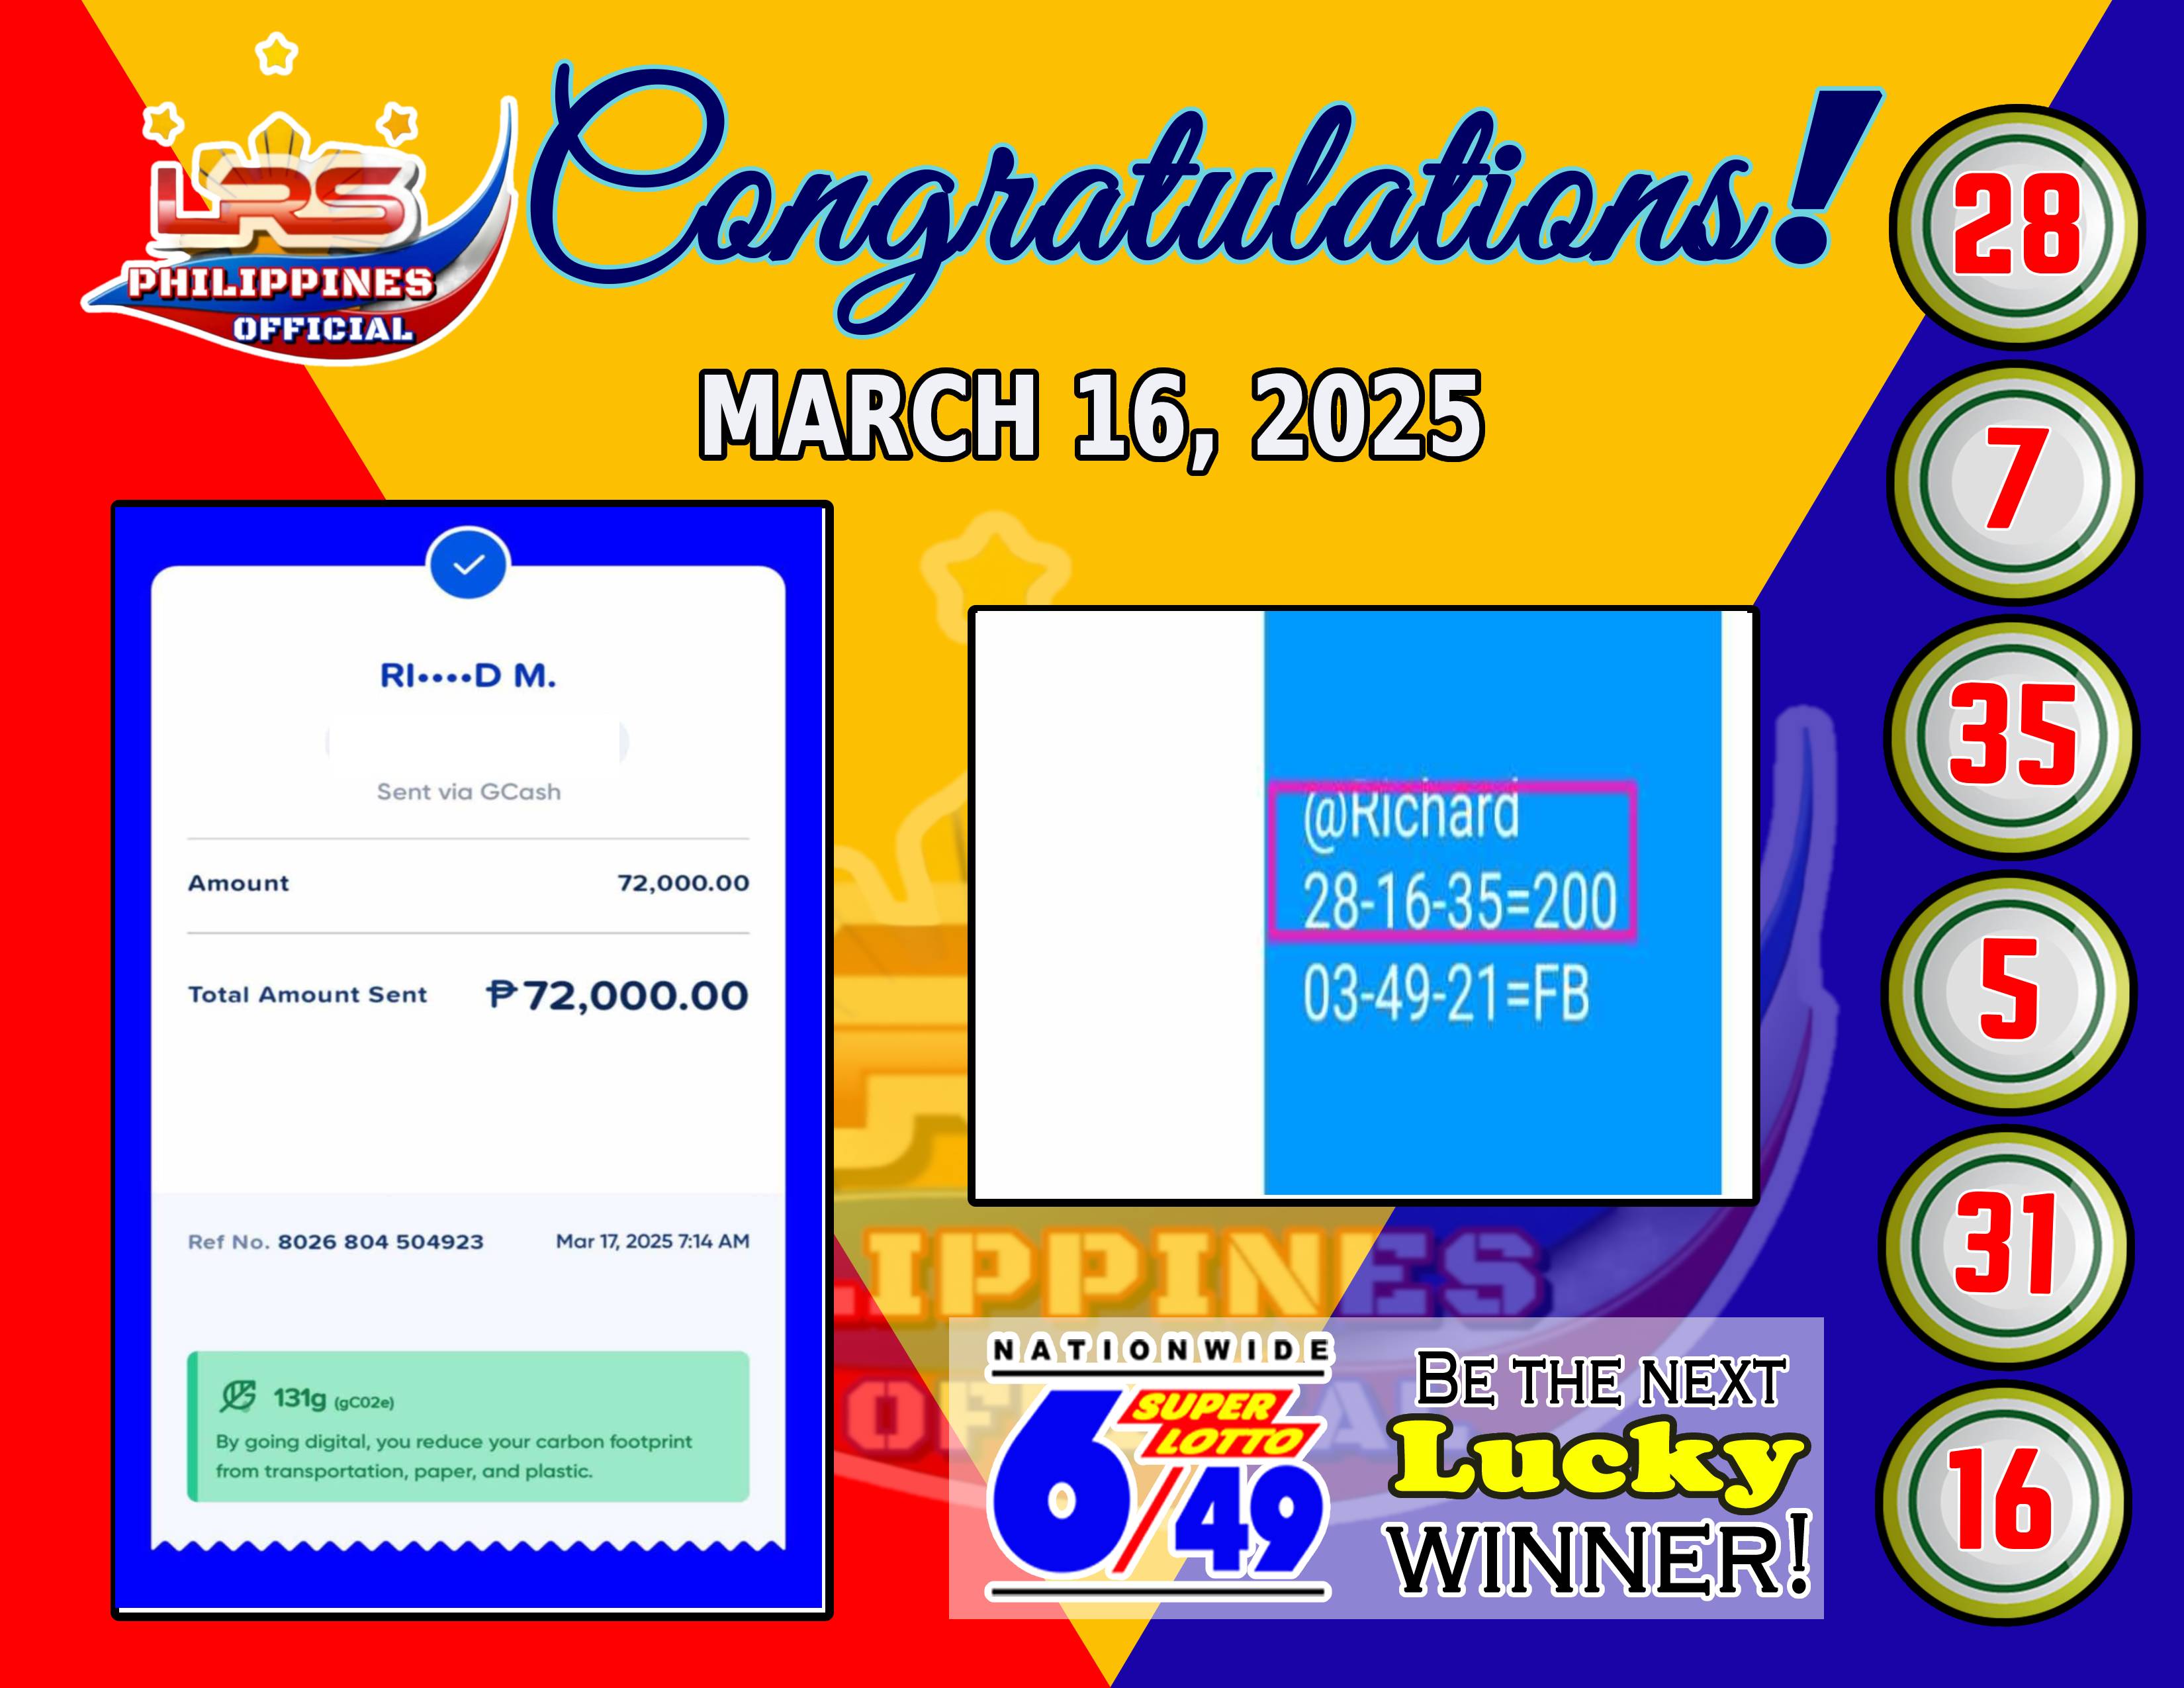 LRS
PHILIPPINES
OFFICIAL
Congratulations!
MARCH 16, 2025
RI••••D M.
Sent via GCash
Amount 72,000.00
Total Amount Sent ₱72,000.00
Ref No. 8026 804 504923 Mar 17, 2025 7:14 AM
131g (gC02e)
By going digital, you reduce your carbon footprint
from transportation, paper, and plastic.
@Richard
28-16-35=200
03-49-21=FB
NATIONWIDE
SUPER
LOTTO
6/49
BE THE NEXT
Lucky
WINNER!
28
7
35
5
31
16